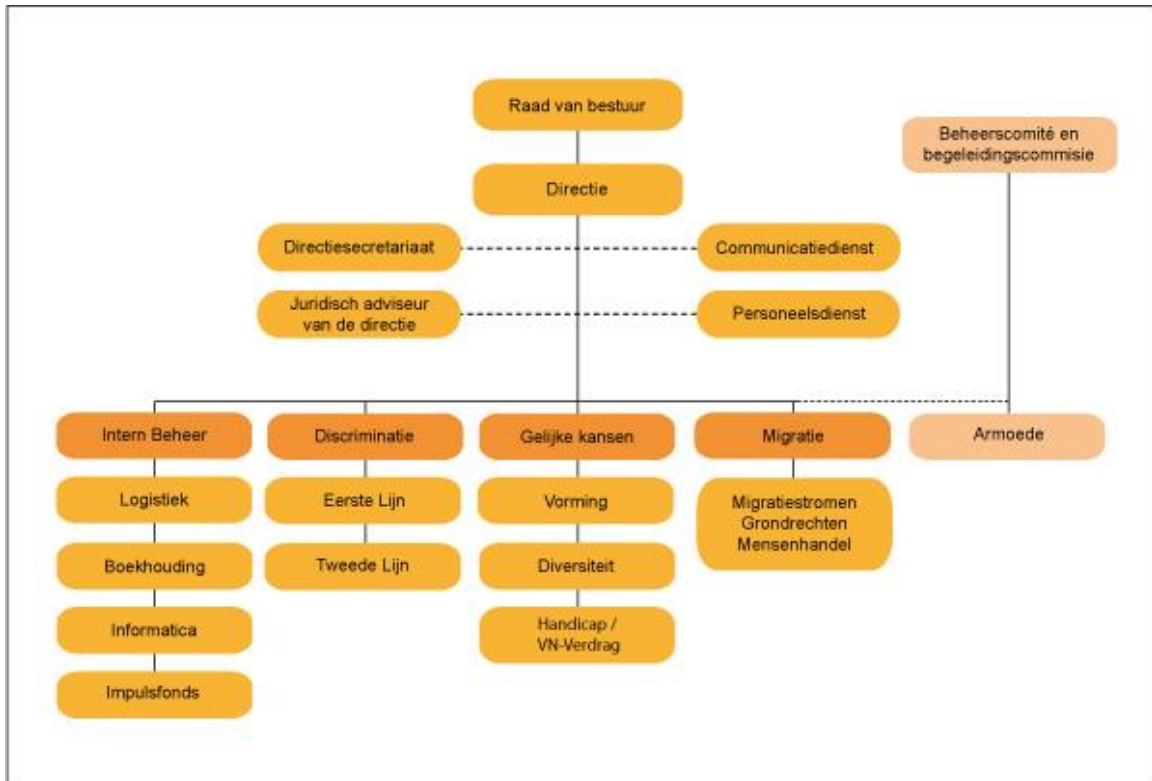 Raad van bestuur
Beheerscomité en
begeleidingscommisie
Directie
Directiesecretariaat
Communicatiedienst
Juridisch adviseur
van de directie
Personeelsdienst
Intern Beheer
Discriminatie
Gelijke kansen
Migratie
Armoede
Logistiek
Eerste Lijn
Vorming
Migratiestromen
Grondrechten
Mensenhandel
Boekhouding
Tweede Lijn
Diversiteit
Informatica
Handicap /
VN-Verdrag
Impulsfonds